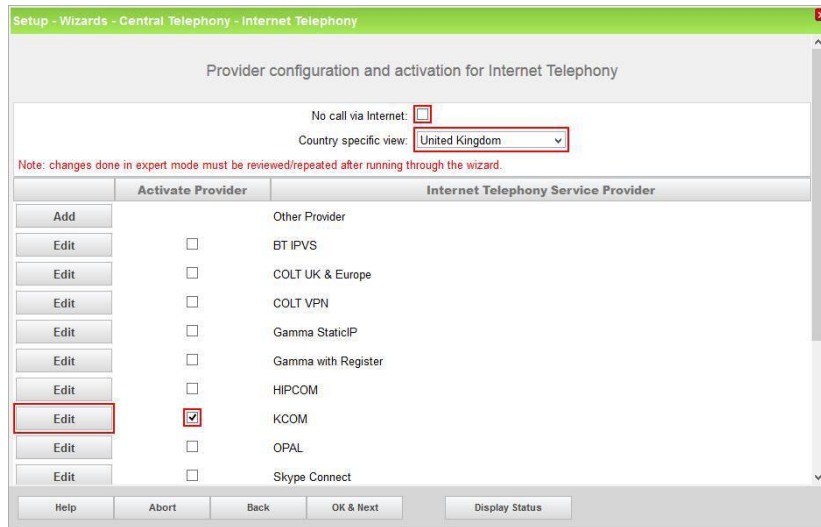 Setup - Wizards - Central Telephony - Internet Telephony
Provider configuration and activation for Internet Telephony
No call via Internet:
Country specific view: United Kingdom
Note: changes done in expert mode must be reviewed/repeated after running through the wizard.
Activate Provider Internet Telephony Service Provider
Add Other Provider
Edit BT IPVS
Edit COLT UK & Europe
Edit COLT VPN
Edit Gamma StaticIP
Edit Gamma with Register
Edit HIPCOM
Edit KCOM
Edit OPAL
Edit Skype Connect
Help Abort Back OK & Next Display Status